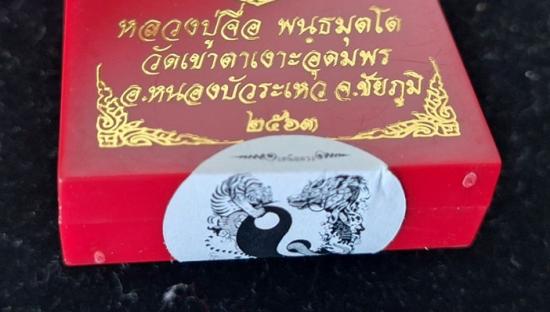 หลวงปู่จื่อ พนฺธมุตฺโต
วัดเขาตาเงาะอุดมพร
อ.หนองบัวระเหว จ.ชัยภูมิ
๒๕๖๓